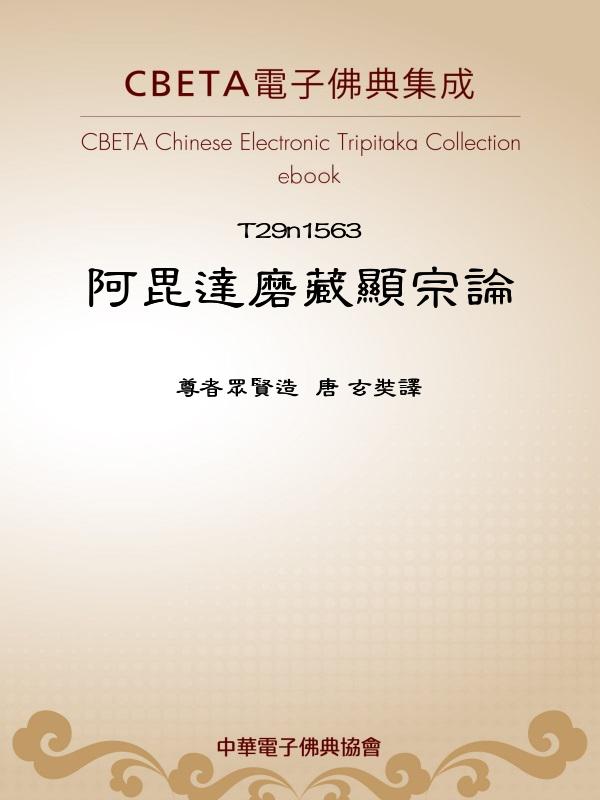 CBETA電子佛典集成
CBETA Chinese Electronic Tripitaka Collection
ebook
T29n1563
阿毘達磨藏顯宗論
尊者眾賢造 唐 玄奘譯
中華電子佛典協會